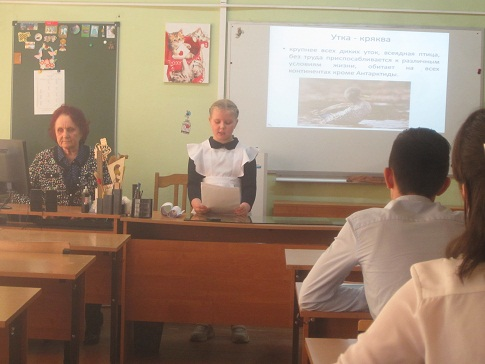 Утка - кряква
• крупнее всех диких уток, всеядная птица,
без труда приспосабливается к различным
условиям жизни, обитает на всех
континентах кроме Антарктиды.